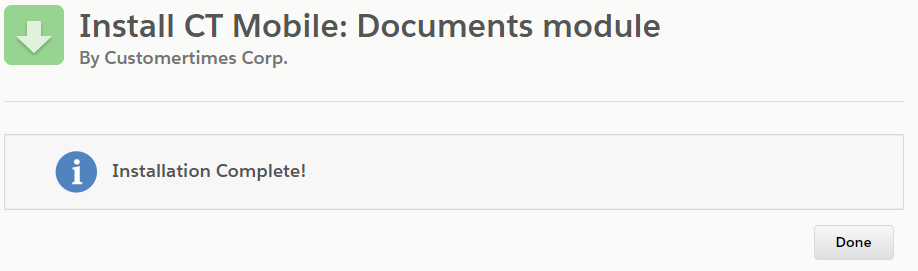 Install CT Mobile: Documents module
By Customertimes Corp.
Installation Complete!
Done